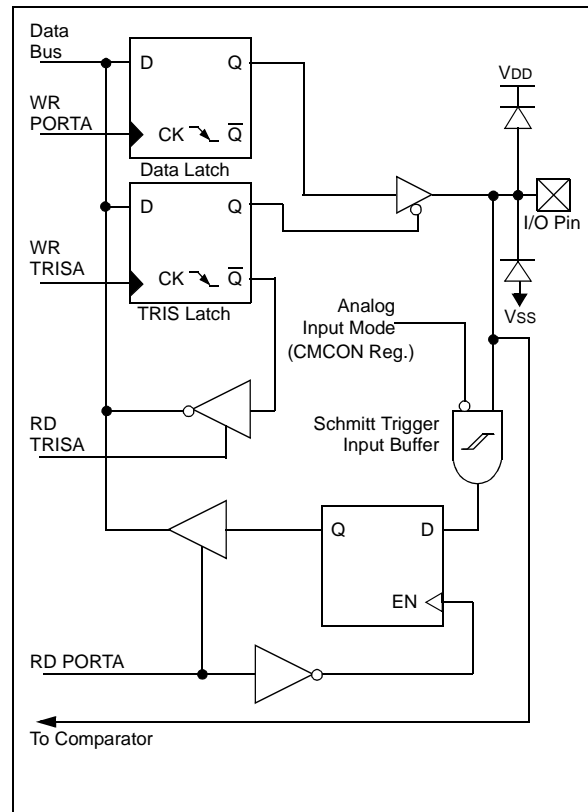 Data
Bus
D
Q
VDD
WR
PORTA
CK
Q
Data Latch
I/O Pin
D
Q
WR
TRISA
CK
Q
TRIS Latch
Analog
Input Mode
(CMCON Reg.)
VSS
RD
TRISA
Schmitt Trigger
Input Buffer
Q
D
EN
RD PORTA
To Comparator